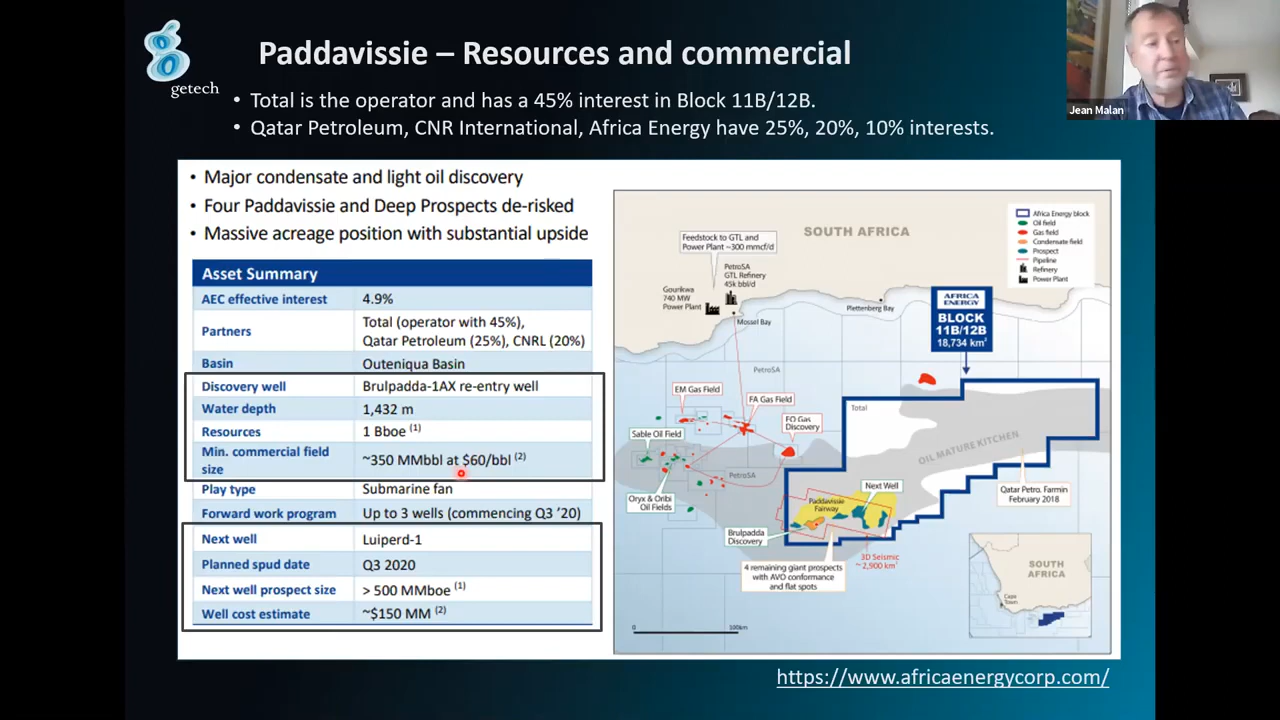 getech
Paddavissie – Resources and commercial
• Total is the operator and has a 45% interest in Block 11B/12B.
• Qatar Petroleum, CNR International, Africa Energy have 25%, 20%, 10% interests.
Jean Malan
• Major condensate and light oil discovery
• Four Paddavissie and Deep Prospects de-risked
• Massive acreage position with substantial upside
Asset Summary
AEC effective interest 4.9%
Partners Total (operator with 45%),
Qatar Petroleum (25%), CNRL (20%)
Basin Outeniqua Basin
Discovery well Brulpadda-1AX re-entry well
Water depth 1,432 m
Resources 1 Bboe (1)
Min. commercial field
size ~350 MMbbl at $60/bbl (2)
Play type Submarine fan
Forward work program Up to 3 wells (commencing Q3 '20)
Next well Luiperd-1
Planned spud date Q3 2020
Next well prospect size > 500 MMboe (1)
Well cost estimate ~$150 MM (2)
SOUTH AFRICA
Africa Energy block
Oil field
Gas field
Condensate field
Prospect
Pipeline
Refinery
Power Plant
Feedstock to GTL and
Power Plant ~300 mmcf/d
PetroSA
GTL Refinery
45k bbl/d
Gourikwa
740 MW
Power Plant
Mossel Bay
Plettenberg Bay
AFRICA
ENERGY
BLOCK
11B/12B
18,734 km²
PetroSA
EM Gas Field
FA Gas Field
FO Gas
Discovery
Total
Sable Oil Field
PetroSA
OIL MATURE KITCHEN
Oryx & Oribi
Oil Fields
Next Well
Paddavissie
Fairway
Qatar Petro. Farmin
February 2018
Brulpadda
Discovery
3D Seismic
~ 2,900 km²
4 remaining giant prospects
with AVO conformance
and flat spots
SOUTH
AFRICA
Cape
Town
0 100km
https://www.africaenergycorp.com/